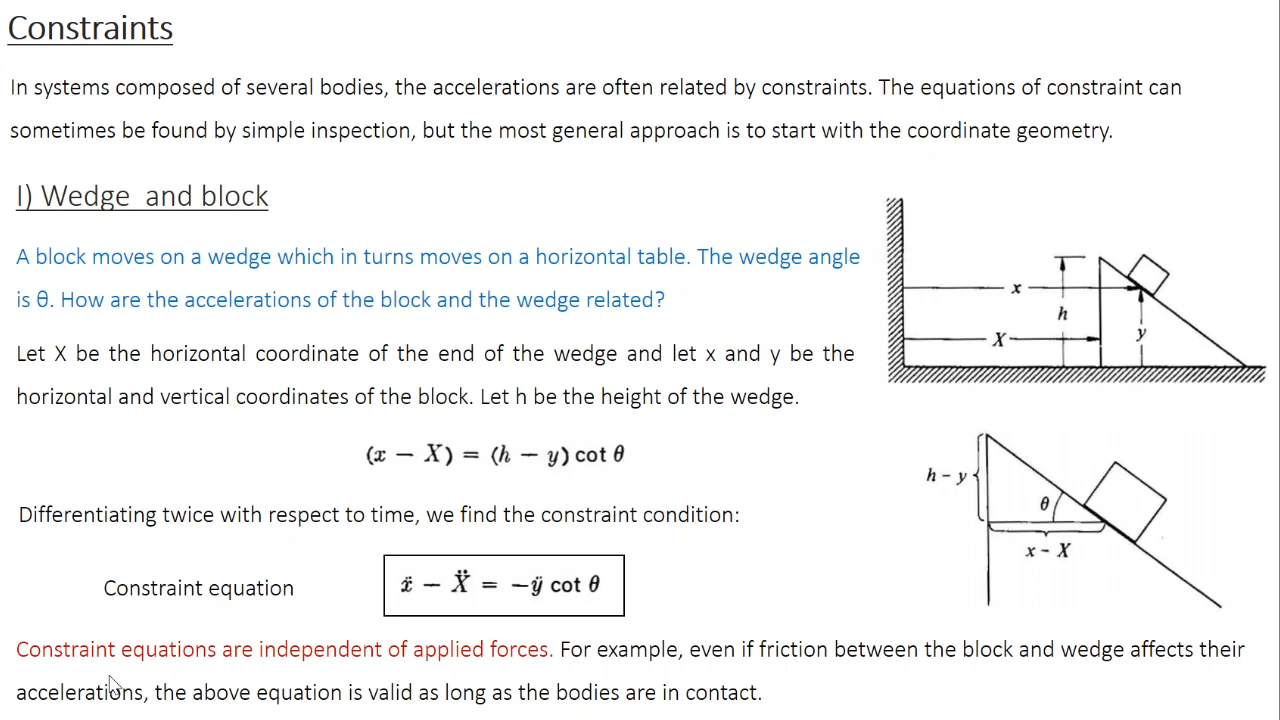 Constraints
In systems composed of several bodies, the accelerations are often related by constraints. The equations of constraint can
sometimes be found by simple inspection, but the most general approach is to start with the coordinate geometry.
I) Wedge and block
A block moves on a wedge which in turns moves on a horizontal table. The wedge angle
is θ. How are the accelerations of the block and the wedge related?
Let X be the horizontal coordinate of the end of the wedge and let x and y be the
horizontal and vertical coordinates of the block. Let h be the height of the wedge.
(x − X) = (h − y) cot θ
Differentiating twice with respect to time, we find the constraint condition:
Constraint equation
ẍ − Ẍ = −ÿ cot θ
Constraint equations are independent of applied forces. For example, even if friction between the block and wedge affects their
accelerations, the above equation is valid as long as the bodies are in contact.
x
h
X
y
h − y
θ
x − X